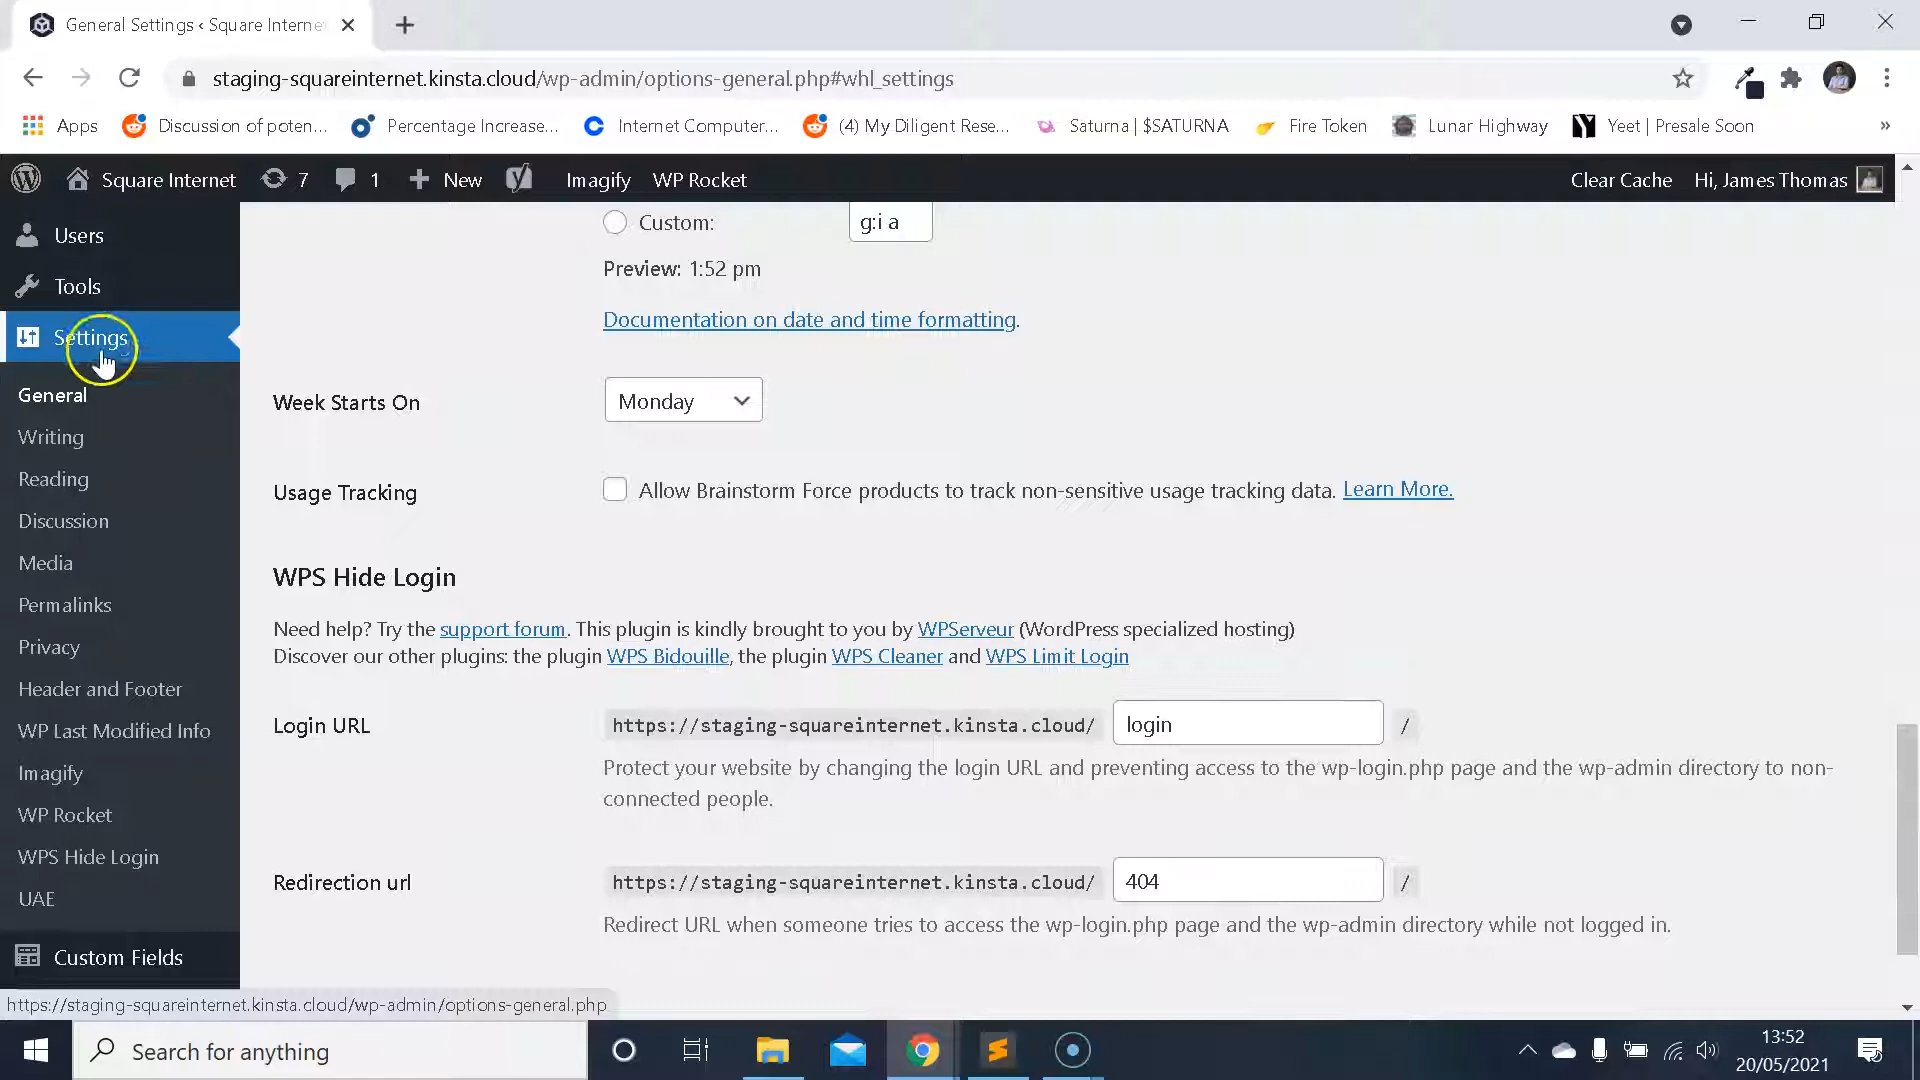 General Settings ‹ Square Interne
staging-squareinternet.kinsta.cloud/wp-admin/options-general.php#whl_settings
Apps
Discussion of poten...
Percentage Increase...
Internet Computer...
(4) My Diligent Rese...
Saturna | $SATURNA
Fire Token
Lunar Highway
Yeet | Presale Soon
»
Square Internet
7
1
New
Imagify
WP Rocket
Clear Cache
Hi, James Thomas
Users
Tools
Settings
General
Writing
Reading
Discussion
Media
Permalinks
Privacy
Header and Footer
WP Last Modified Info
Imagify
WP Rocket
WPS Hide Login
UAE
Custom Fields
Custom: g:i a
Preview: 1:52 pm
Documentation on date and time formatting.
Week Starts On Monday
Usage Tracking Allow Brainstorm Force products to track non-sensitive usage tracking data. Learn More.
WPS Hide Login
Need help? Try the support forum. This plugin is kindly brought to you by WPServeur (WordPress specialized hosting)
Discover our other plugins: the plugin WPS Bidouille, the plugin WPS Cleaner and WPS Limit Login
Login URL https://staging-squareinternet.kinsta.cloud/ login /
Protect your website by changing the login URL and preventing access to the wp-login.php page and the wp-admin directory to non-
connected people.
Redirection url https://staging-squareinternet.kinsta.cloud/ 404 /
Redirect URL when someone tries to access the wp-login.php page and the wp-admin directory while not logged in.
https://staging-squareinternet.kinsta.cloud/wp-admin/options-general.php
Search for anything
13:52
20/05/2021